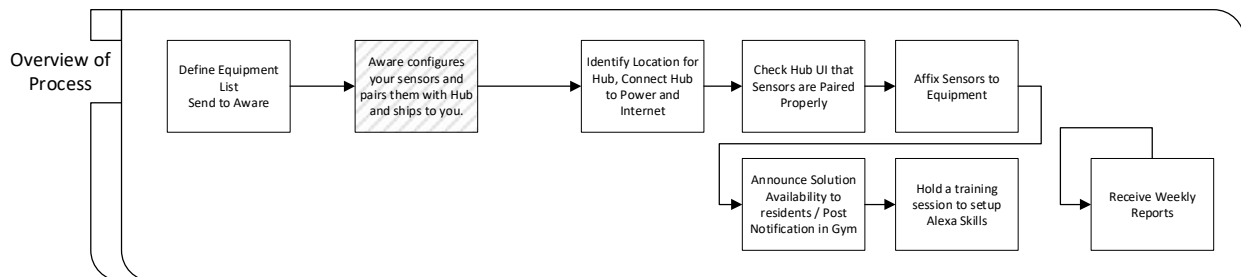 Overview of
Process
Define Equipment
List
Send to Aware
Aware configures
your sensors and
pairs them with Hub
and ships to you.
Identify Location for
Hub, Connect Hub
to Power and
Internet
Check Hub UI that
Sensors are Paired
Properly
Affix Sensors to
Equipment
Announce Solution
Availability to
residents / Post
Notification in Gym
Hold a training
session to setup
Alexa Skills
Receive Weekly
Reports